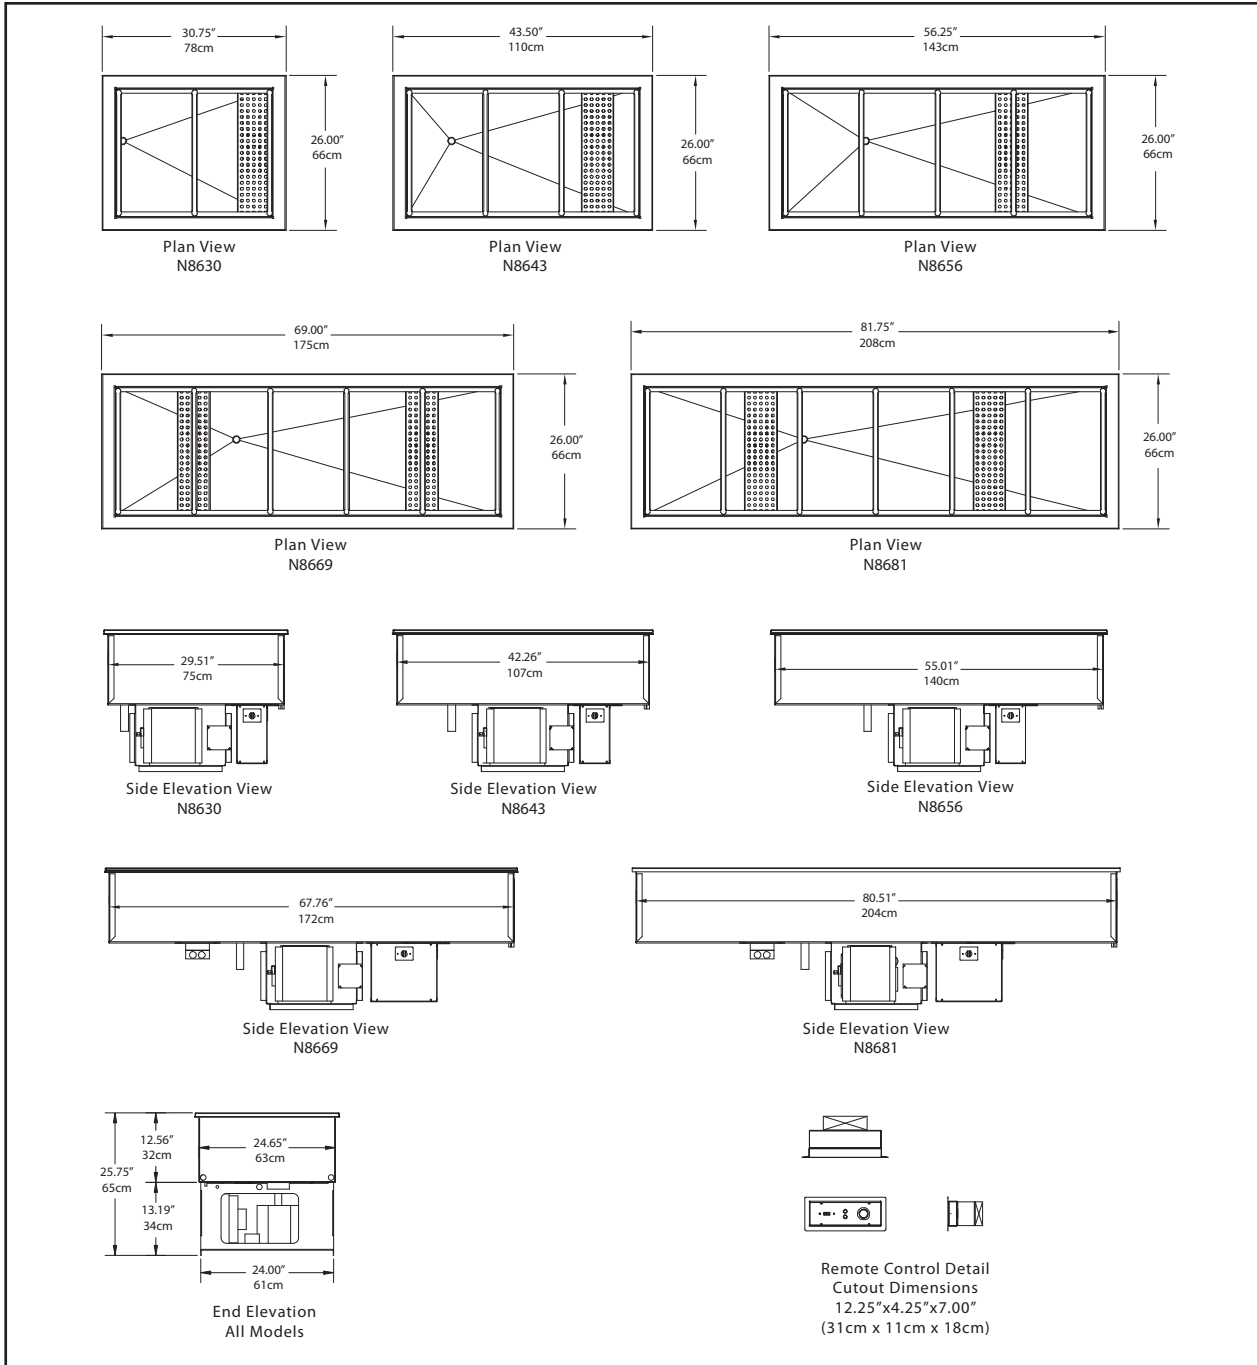 30.75”
78cm
43.50”
110cm
56.25”
143cm
26.00”
66cm
26.00”
66cm
26.00”
66cm
Plan View
N8630
Plan View
N8643
Plan View
N8656
69.00”
175cm
81.75”
208cm
26.00”
66cm
26.00”
66cm
Plan View
N8669
Plan View
N8681
29.51”
75cm
42.26”
107cm
55.01”
140cm
Side Elevation View
N8630
Side Elevation View
N8643
Side Elevation View
N8656
67.76”
172cm
80.51”
204cm
Side Elevation View
N8669
Side Elevation View
N8681
12.56”
32cm
24.65”
63cm
25.75”
65cm
13.19”
34cm
24.00”
61cm
End Elevation
All Models
Remote Control Detail
Cutout Dimensions
12.25”x4.25”x7.00”
(31cm x 11cm x 18cm)